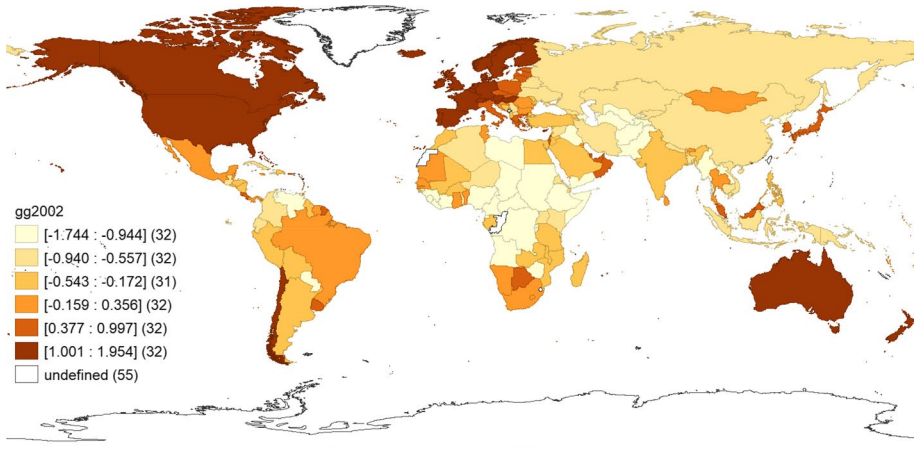 gg2002
[-1.744 : -0.944] (32)
[-0.940 : -0.557] (32)
[-0.543 : -0.172] (31)
[-0.159 : 0.356] (32)
[0.377 : 0.997] (32)
[1.001 : 1.954] (32)
undefined (55)